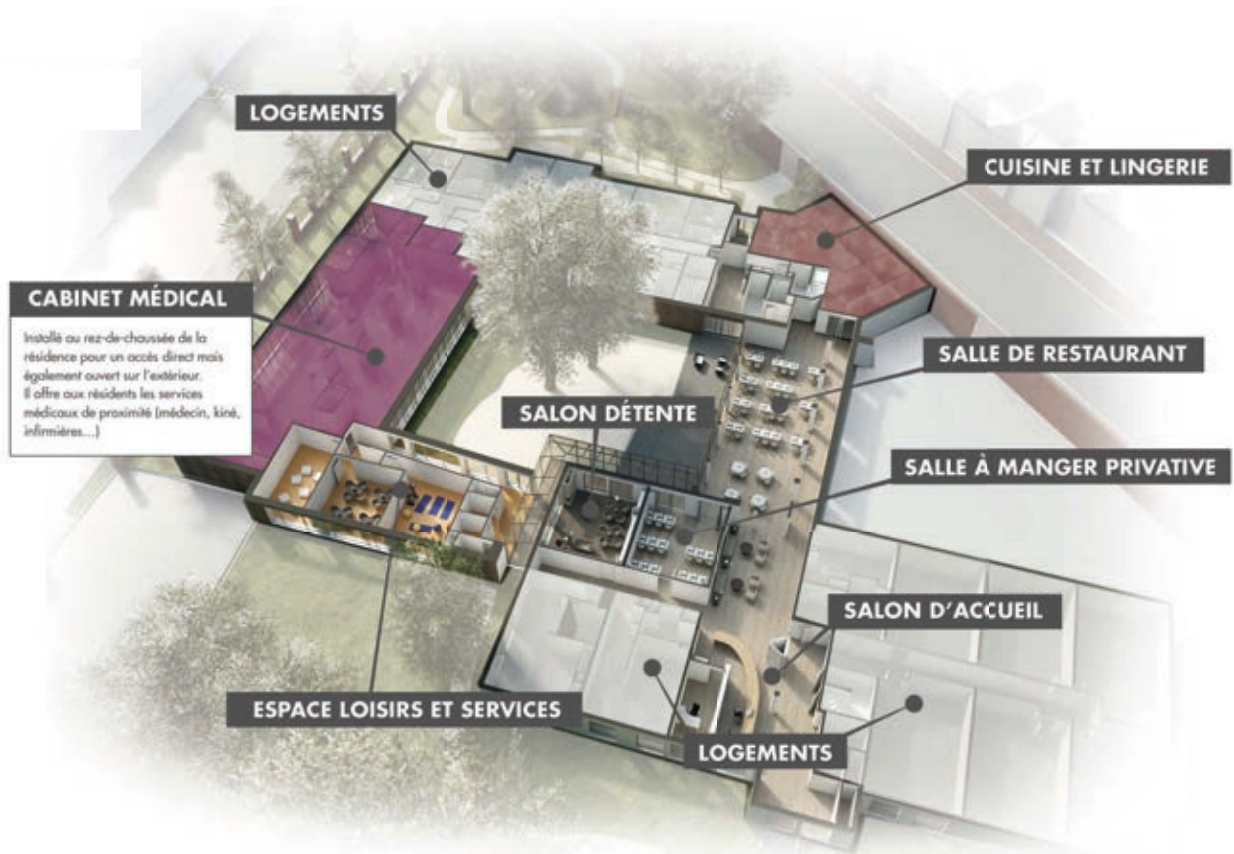 LOGEMENTS
CUISINE ET LINGERIE
CABINET MÉDICAL
Installé au rez-de-chaussée de la
résidence pour un accès direct mais
également ouvert sur l'extérieur.
Il offre aux résidents les services
médicaux de proximité (médecin, kiné,
infirmières...)
SALLE DE RESTAURANT
SALON DÉTENTE
SALLE À MANGER PRIVATIVE
SALON D'ACCUEIL
ESPACE LOISIRS ET SERVICES
LOGEMENTS